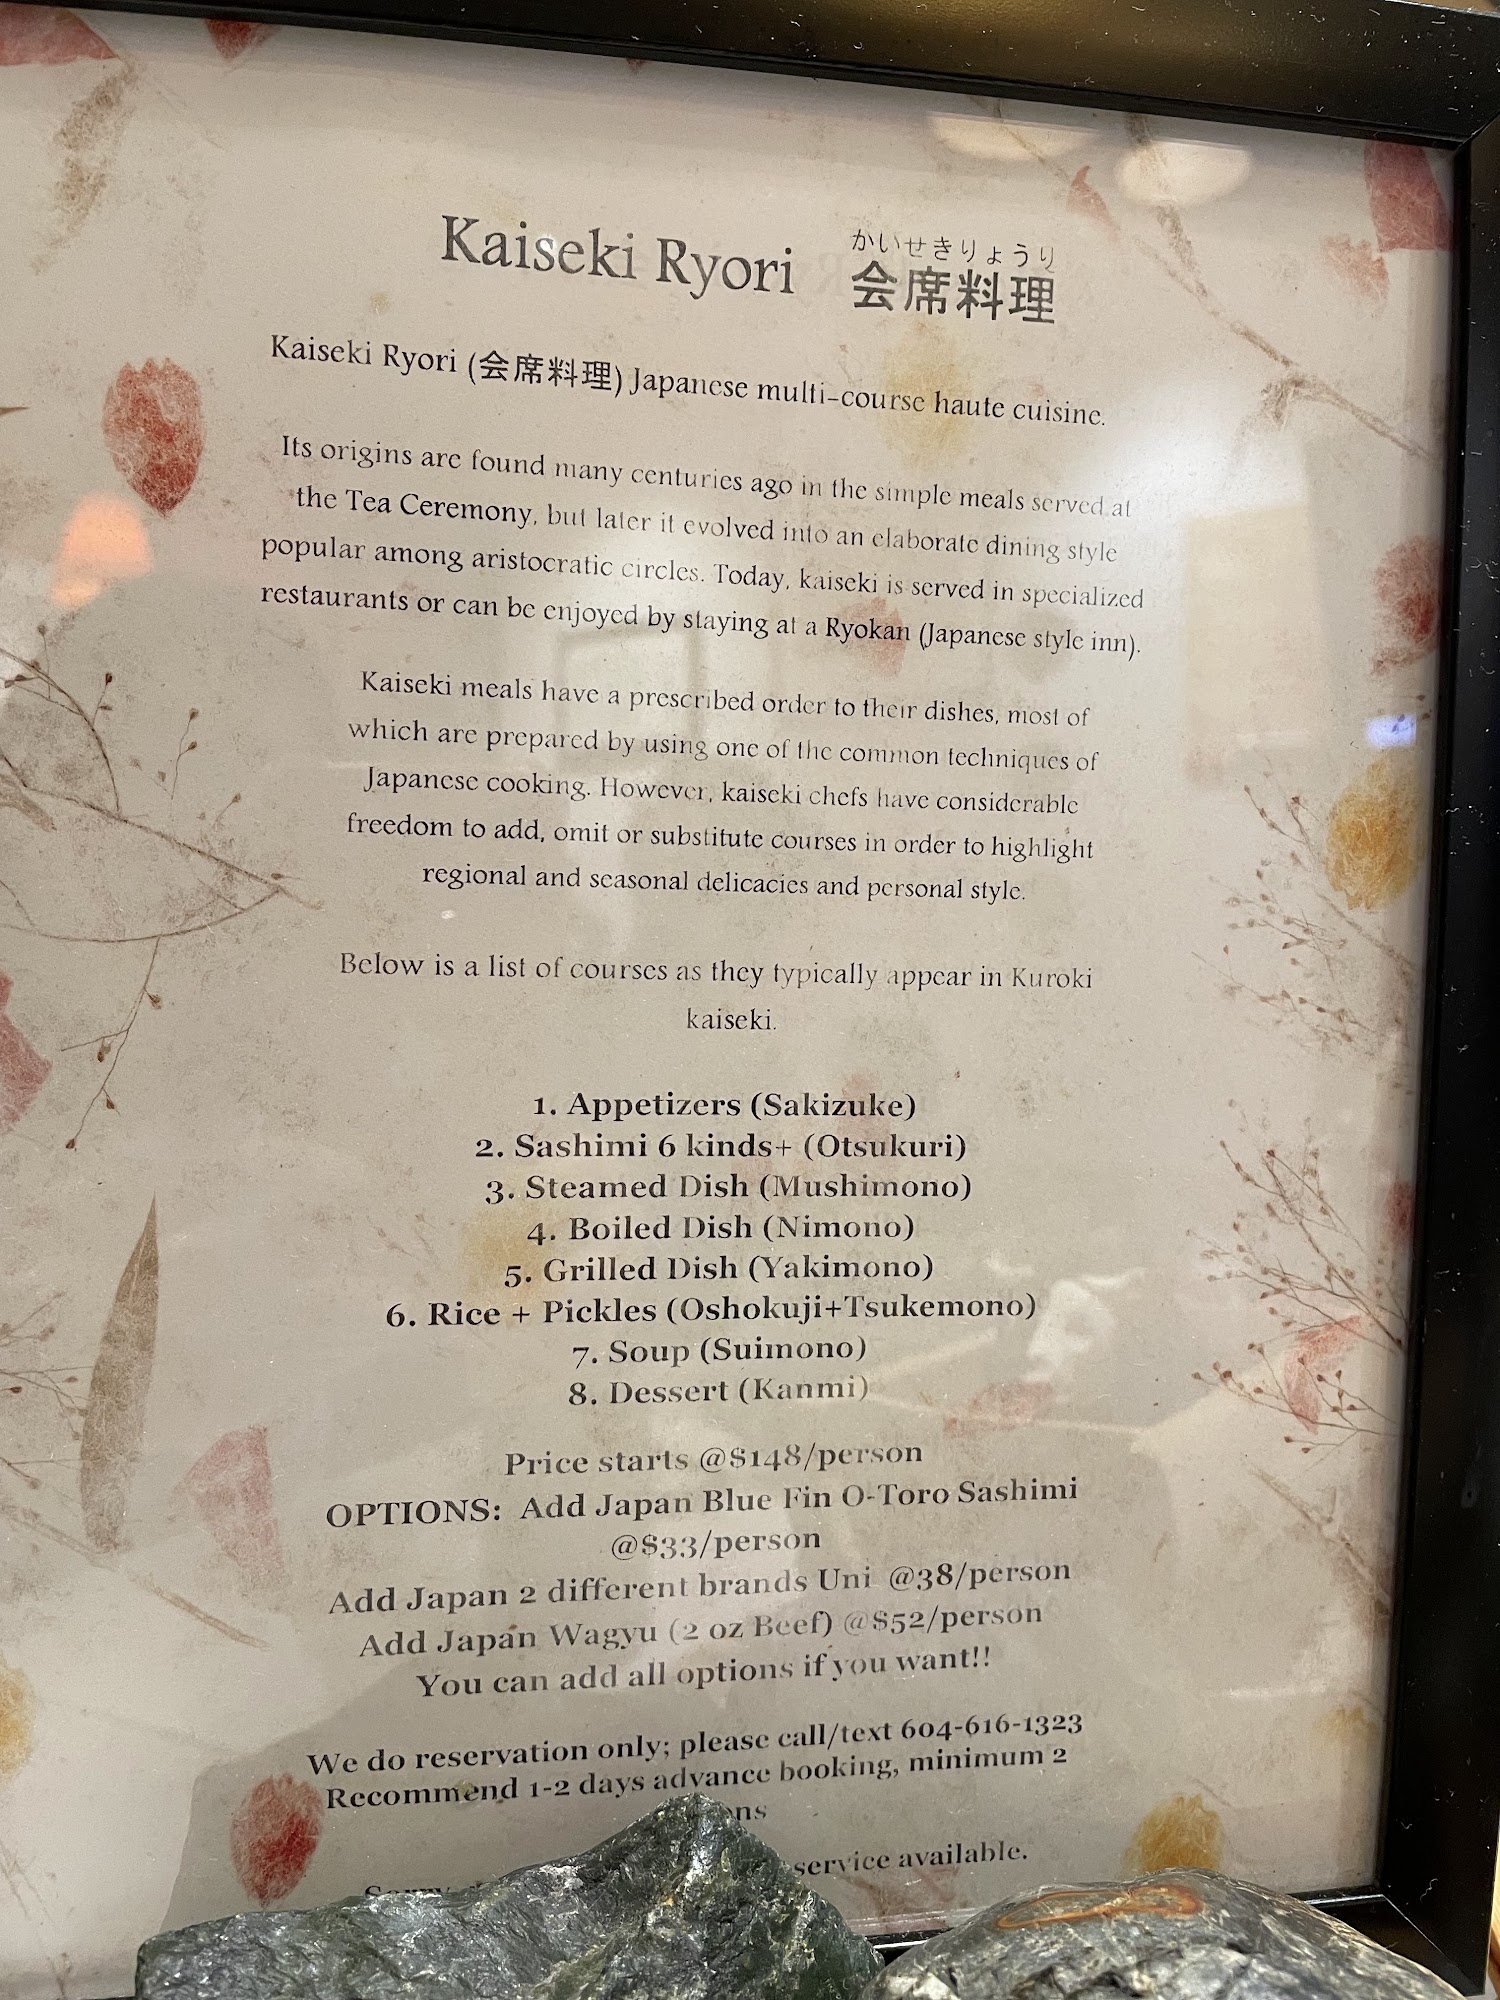 Kaiseki Ryori 会席料理
かいせきりょうり
Kaiseki Ryori (会席料理) Japanese multi-course haute cuisine.
Its origins are found many centuries ago in the simple meals served at
the Tea Ceremony, but later it evolved into an elaborate dining style
popular among aristocratic circles. Today, kaiseki is served in specialized
restaurants or can be enjoyed by staying at a Ryokan (Japanese style inn).
Kaiseki meals have a prescribed order to their dishes, most of
which are prepared by using one of the common techniques of
Japanese cooking. However, kaiseki chefs have considerable
freedom to add, omit or substitute courses in order to highlight
regional and seasonal delicacies and personal style.
Below is a list of courses as they typically appear in Kuroki
kaiseki.
1. Appetizers (Sakizuke)
2. Sashimi 6 kinds+ (Otsukuri)
3. Steamed Dish (Mushimono)
4. Boiled Dish (Nimono)
5. Grilled Dish (Yakimono)
6. Rice + Pickles (Oshokuji+Tsukemono)
7. Soup (Suimono)
8. Dessert (Kanmi)
Price starts @$148/person
OPTIONS: Add Japan Blue Fin O-Toro Sashimi
@$33/person
Add Japan 2 different brands Uni @38/person
Add Japan Wagyu (2 oz Beef) @$52/person
You can add all options if you want!!
We do reservation only; please call/text 604-616-1323
Recommend 1-2 days advance booking, minimum 2
service available.